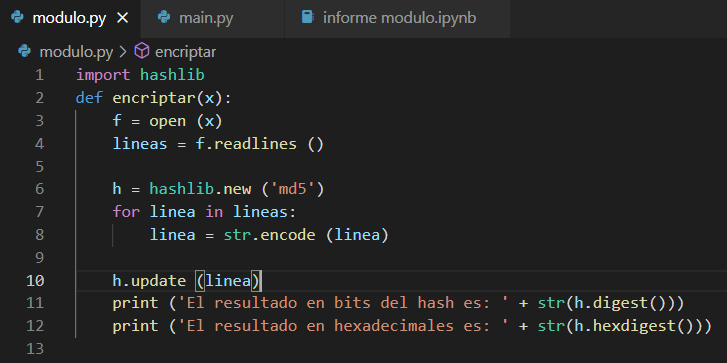 modulo.py × main.py informe modulo.ipynb
modulo.py > encriptar
1 import hashlib
2 def encriptar(x):
3     f = open (x)
4     lineas = f.readlines ()
5
6     h = hashlib.new ('md5')
7     for linea in lineas:
8         linea = str.encode (linea)
9
10     h.update (linea)
11     print ('El resultado en bits del hash es: ' + str(h.digest()))
12     print ('El resultado en hexadecimales es: ' + str(h.hexdigest()))
13